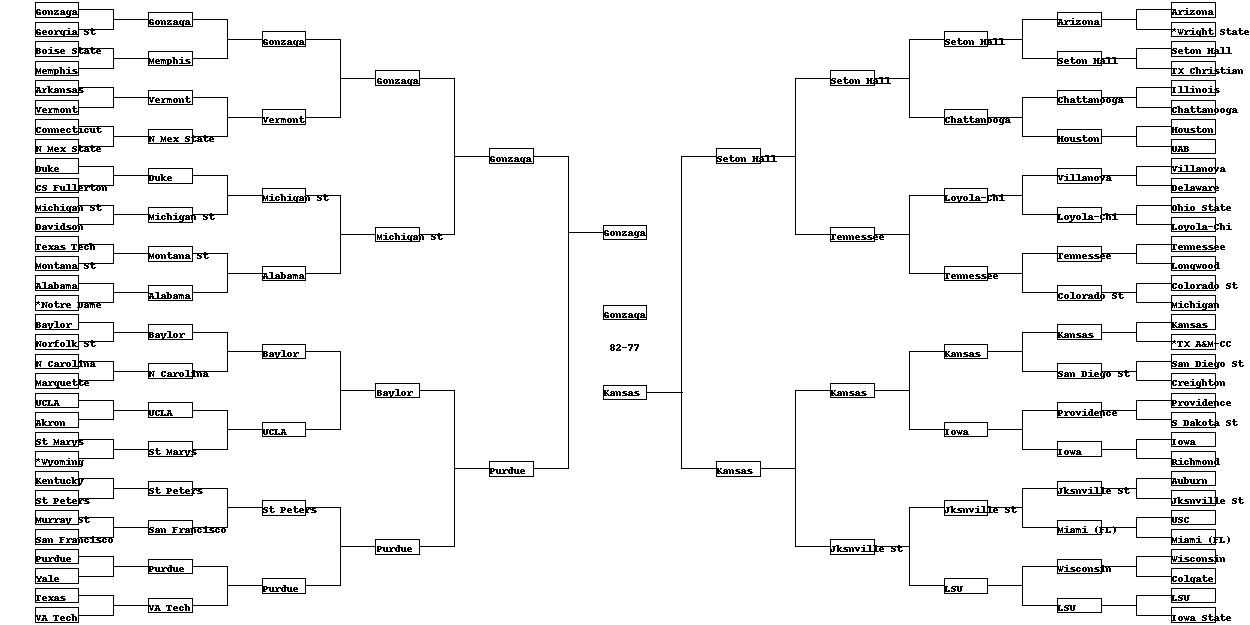 Gonzaga
Georgia St
Boise State
Memphis
Arkansas
Vermont
Connecticut
N Mex State
Duke
CS Fullerton
Michigan St
Davidson
Texas Tech
Montana St
Alabama
*Notre Dame
Baylor
Norfolk St
N Carolina
Marquette
UCLA
Akron
St Marys
*Wyoming
Kentucky
St Peters
Murray St
San Francisco
Purdue
Yale
Texas
VA Tech
Gonzaga
Memphis
Vermont
N Mex State
Duke
Michigan St
Montana St
Alabama
Baylor
N Carolina
UCLA
St Marys
St Peters
San Francisco
Purdue
VA Tech
Gonzaga
Vermont
Michigan St
Alabama
Baylor
UCLA
St Peters
Purdue
Gonzaga
Michigan St
Baylor
Purdue
Gonzaga
Purdue
Gonzaga
Gonzaga
82-77
Kansas
Seton Hall
Kansas
Seton Hall
Tennessee
Kansas
Jksnville St
Seton Hall
Chattanooga
Loyola-Chi
Tennessee
Kansas
Iowa
Jksnville St
LSU
Arizona
Seton Hall
Chattanooga
Houston
Villanova
Loyola-Chi
Tennessee
Colorado St
Kansas
San Diego St
Providence
Iowa
Jksnville St
Miami (FL)
Wisconsin
LSU
Arizona
*Wright State
Seton Hall
TX Christian
Illinois
Chattanooga
Houston
UAB
Villanova
Delaware
Ohio State
Loyola-Chi
Tennessee
Longwood
Colorado St
Michigan
Kansas
*TX A&M-CC
San Diego St
Creighton
Providence
S Dakota St
Iowa
Richmond
Auburn
Jksnville St
USC
Miami (FL)
Wisconsin
Colgate
LSU
Iowa State